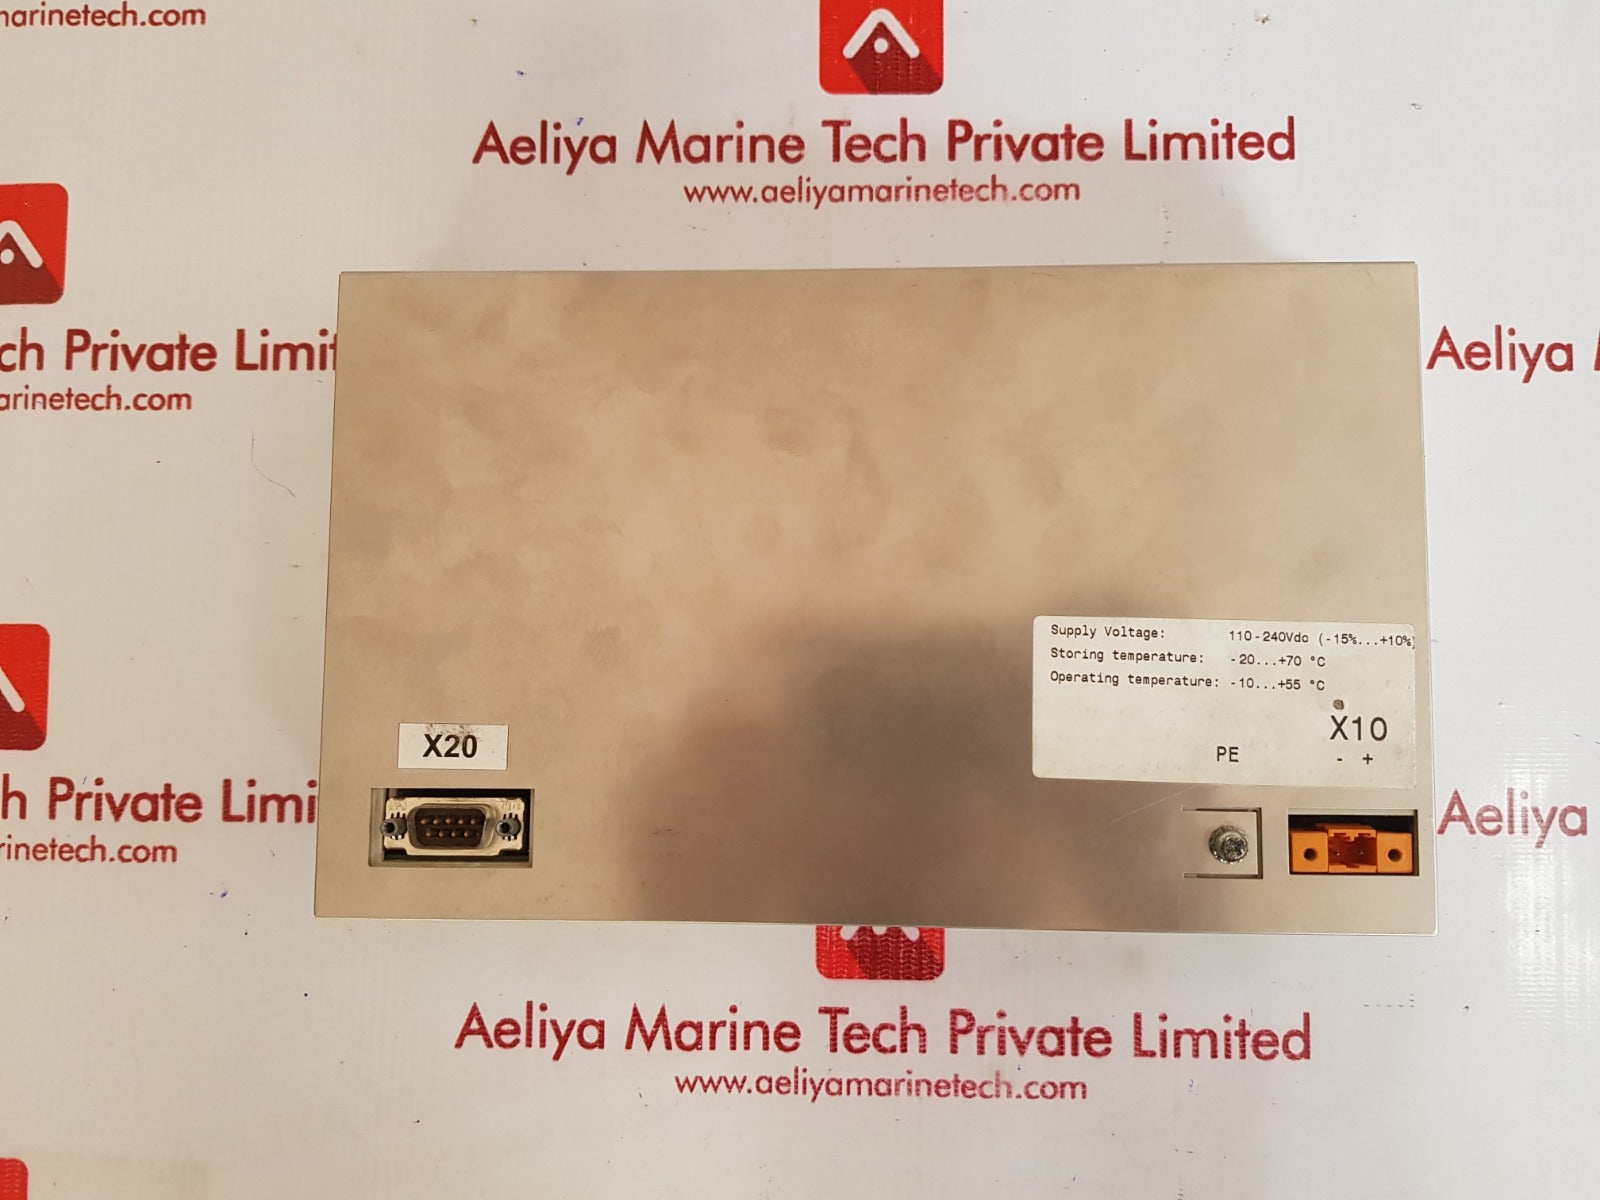 marinetech.com
Aeliya Marine Tech Private Limited
www.aeliyamarinetech.com
ch Private Limit
arinetech.com
Aeliya
Supply Voltage: 110-240Vdc (-15%...+10%)
Storing temperature: -20...+70 °C
Operating temperature: -10...+55 °C
X10
PE - +
X20
h Private Limi
rinetech.com
Aeliya
Aeliya Marine Tech Private Limited
www.aeliyamarinetech.com